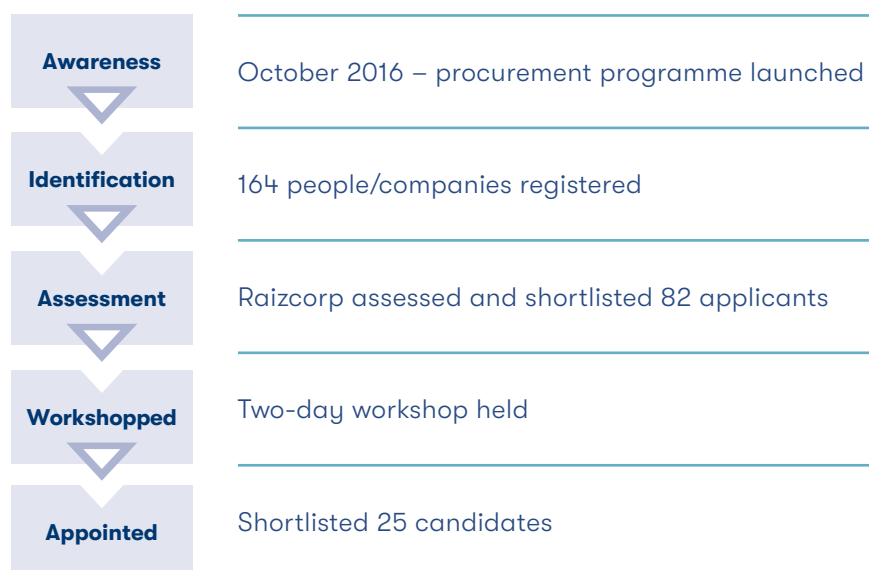 Awareness
October 2016 – procurement programme launched
Identification
164 people/companies registered
Assessment
Raizcorp assessed and shortlisted 82 applicants
Workshopped
Two-day workshop held
Appointed
Shortlisted 25 candidates